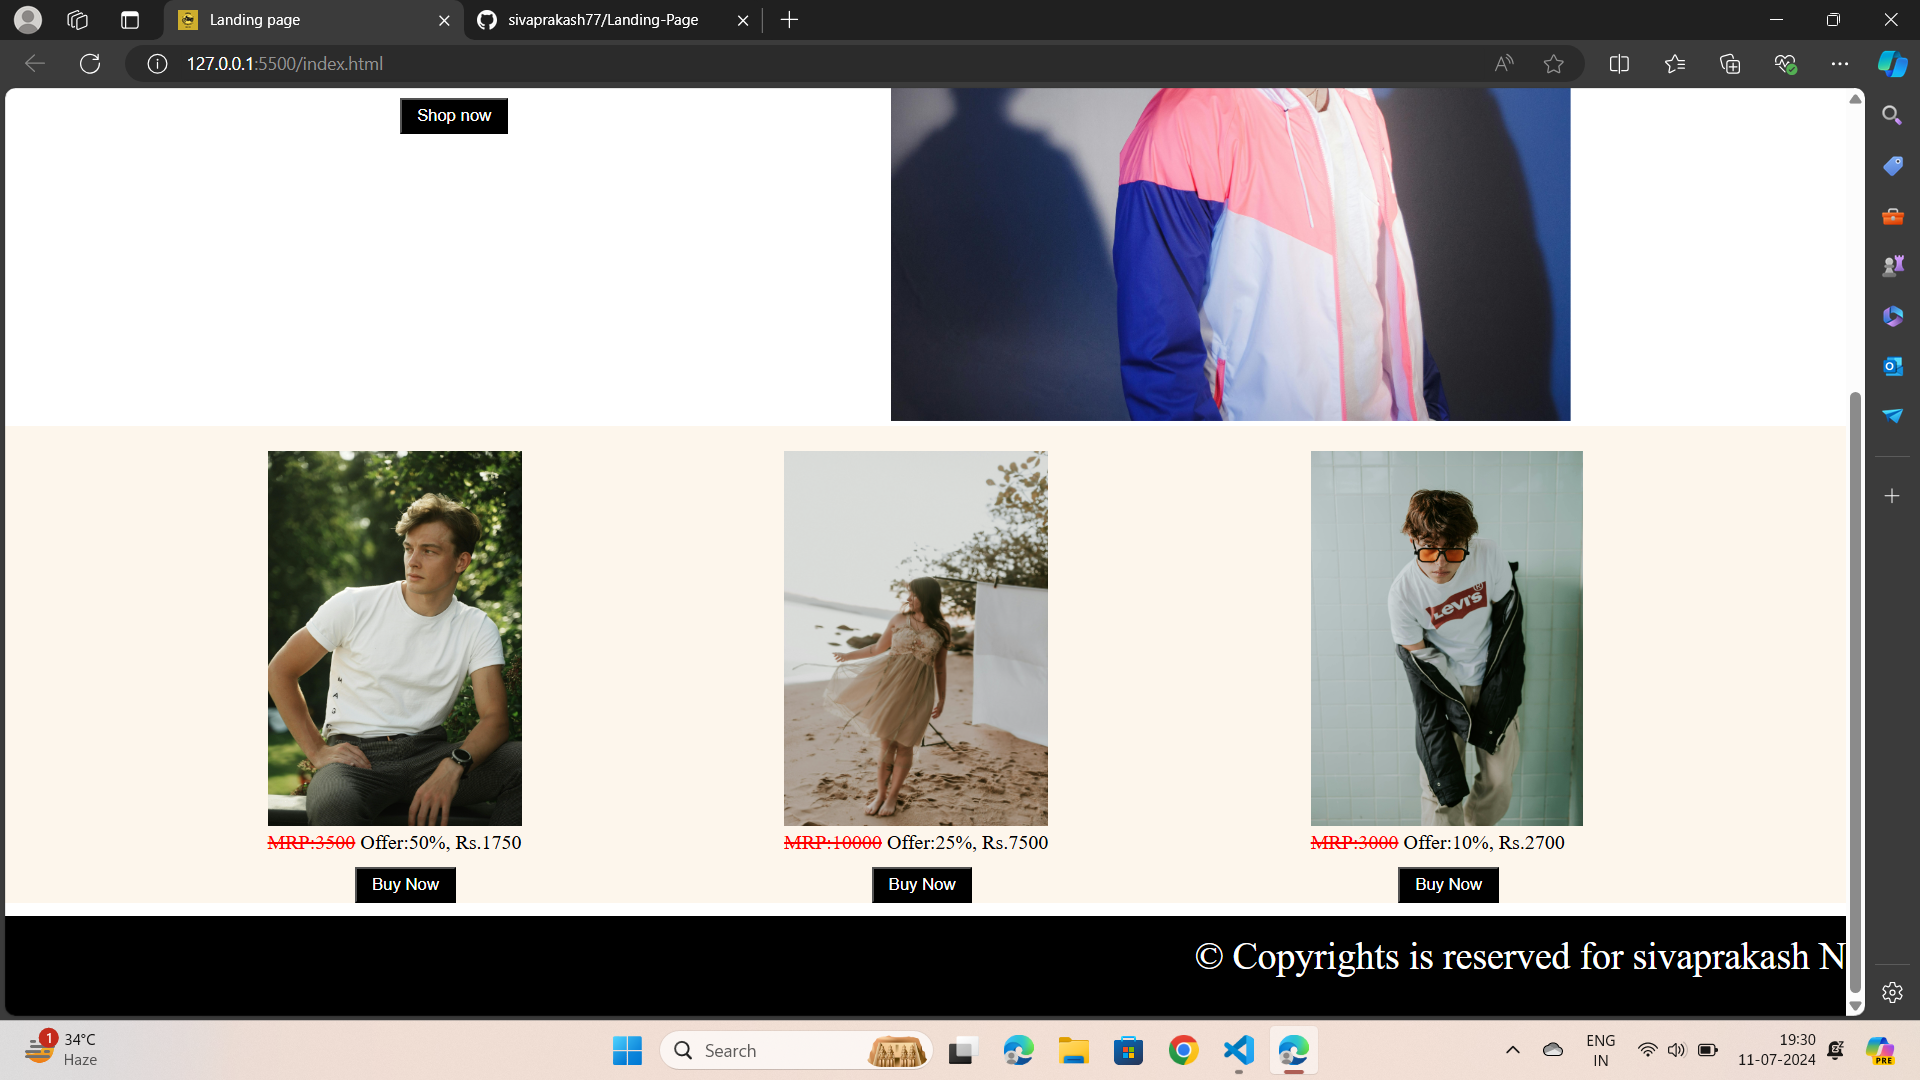 Landing page
sivaprakash77/Landing-Page
127.0.0.1:5500/index.html
Shop now
Levi's®
MRP:3500 Offer:50%, Rs.1750
MRP:10000 Offer:25%, Rs.7500
MRP:3000 Offer:10%, Rs.2700
Buy Now
Buy Now
Buy Now
© Copyrights is reserved for sivaprakash N
1
34°C
Haze
Search
ENG
IN
19:30
11-07-2024
PRE